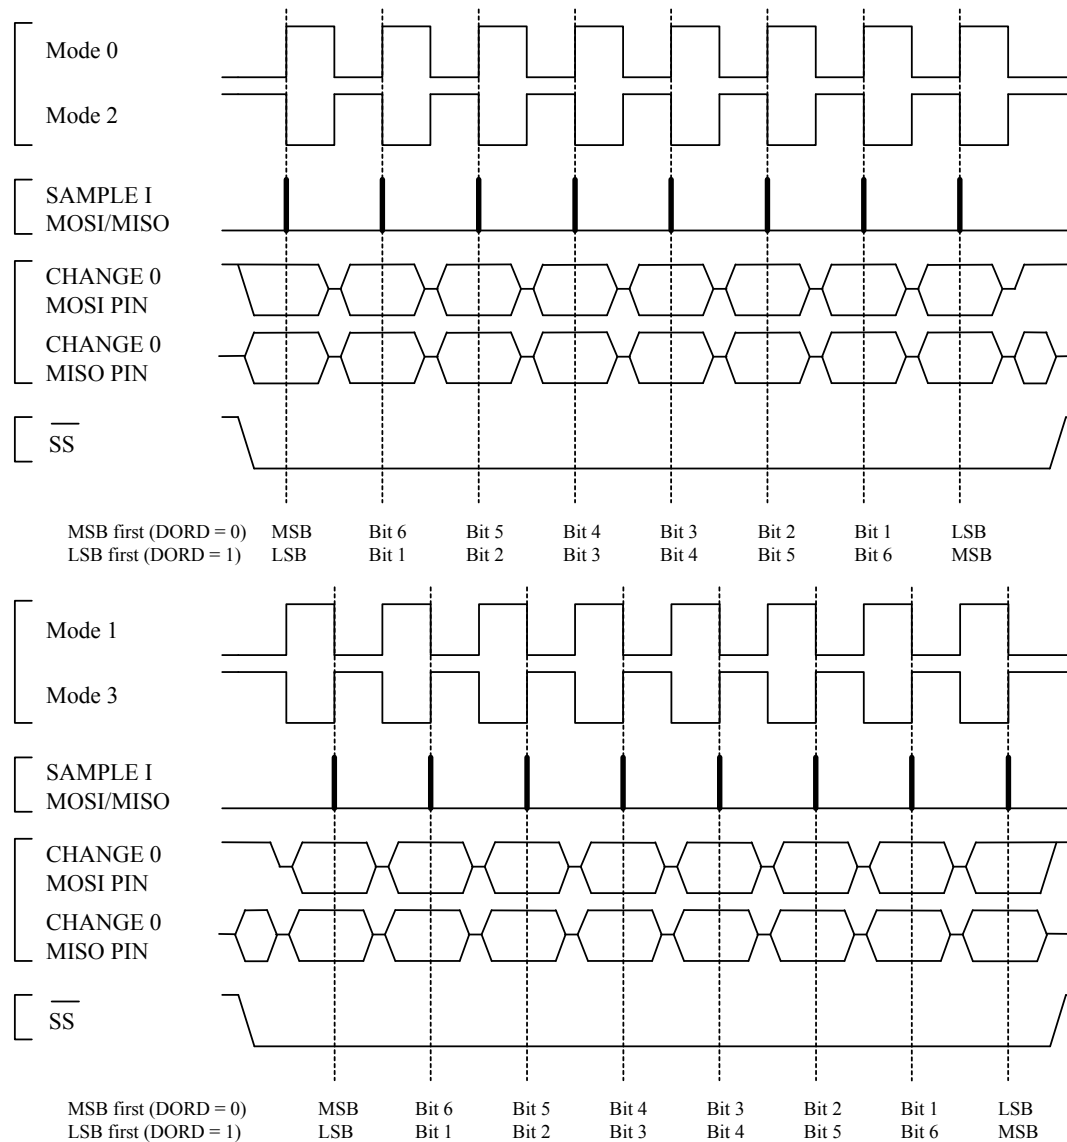 Mode 0
Mode 2
SAMPLE I
MOSI/MISO
CHANGE 0
MOSI PIN
CHANGE 0
MISO PIN
SS
MSB first (DORD = 0) MSB Bit 6 Bit 5 Bit 4 Bit 3 Bit 2 Bit 1 LSB
LSB first (DORD = 1) LSB Bit 1 Bit 2 Bit 3 Bit 4 Bit 5 Bit 6 MSB
Mode 1
Mode 3
SAMPLE I
MOSI/MISO
CHANGE 0
MOSI PIN
CHANGE 0
MISO PIN
SS
MSB first (DORD = 0) MSB Bit 6 Bit 5 Bit 4 Bit 3 Bit 2 Bit 1 LSB
LSB first (DORD = 1) LSB Bit 1 Bit 2 Bit 3 Bit 4 Bit 5 Bit 6 MSB